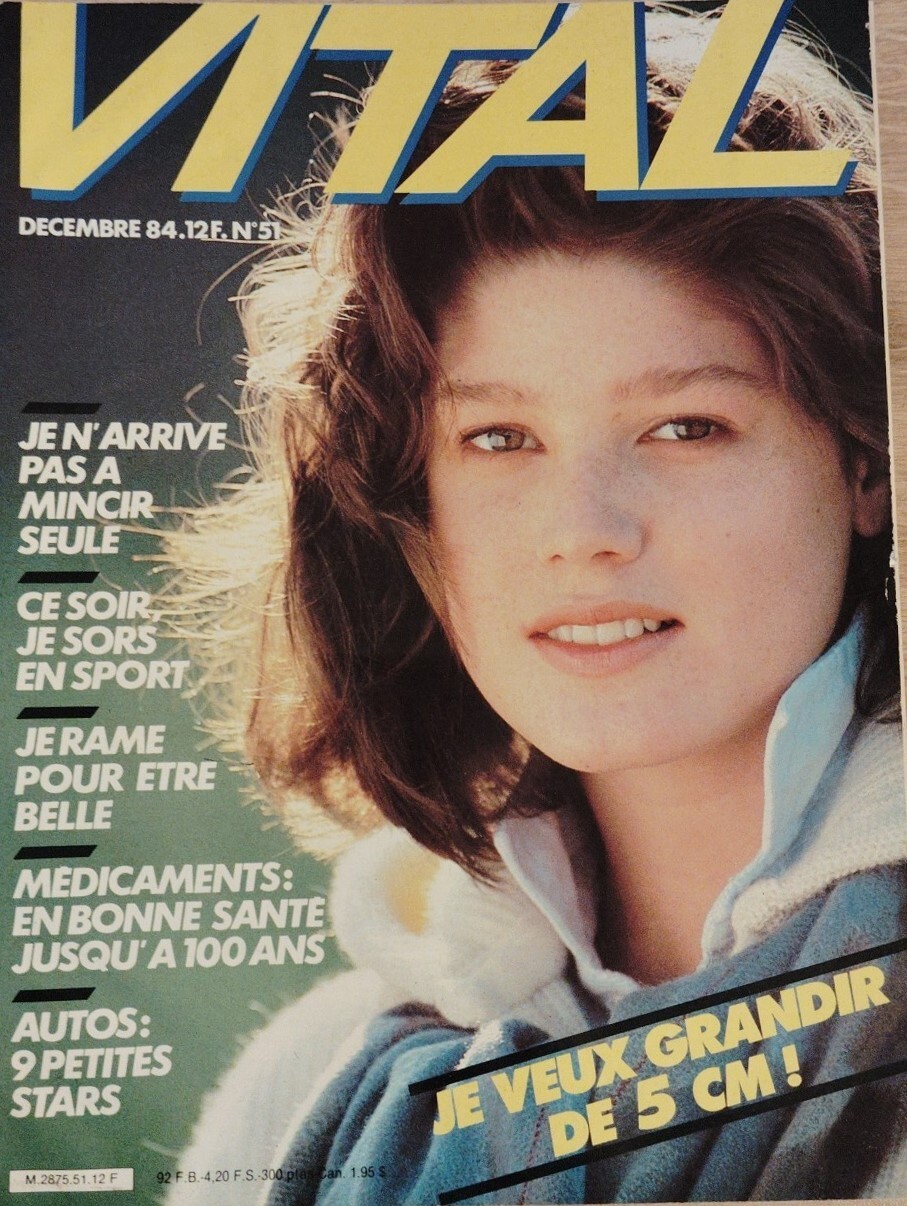 VITAL
DECEMBRE 84.12F. N°51
JE N'ARRIVE
PAS A
MINCIR
SEULE
CE SOIR,
JE SORS
EN SPORT
JE RAME
POUR ETRE
BELLE
MÉDICAMENTS:
EN BONNE SANTÉ
JUSQU'A 100 ANS
AUTOS:
9 PETITES
STARS
JE VEUX GRANDIR
DE 5 CM !
M.2875.51.12 F
92 F.B.-4,20 F.S.-300 ptas-Can. 1.95 $